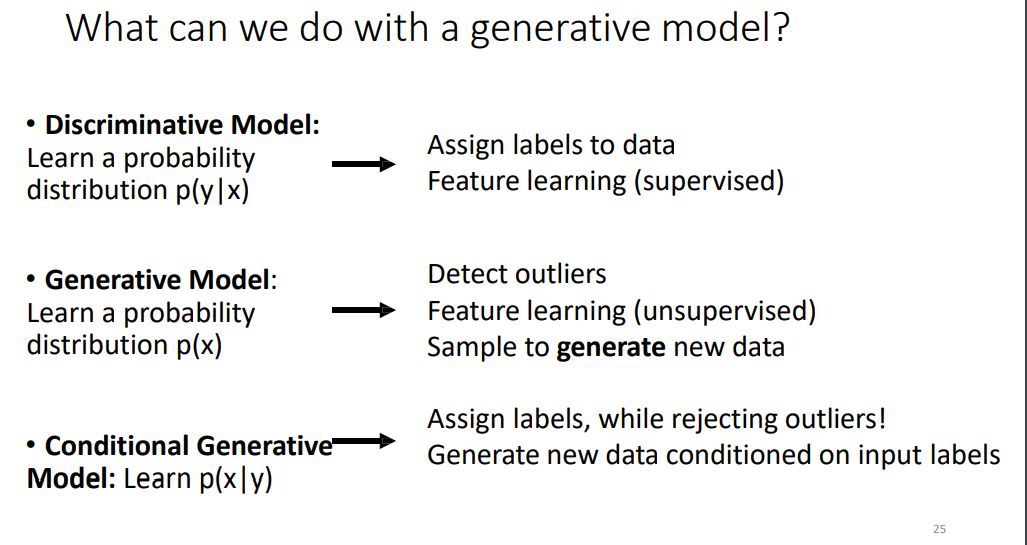 What can we do with a generative model?
• Discriminative Model:
Learn a probability
distribution p(y|x)
Assign labels to data
Feature learning (supervised)
• Generative Model:
Learn a probability
distribution p(x)
Detect outliers
Feature learning (unsupervised)
Sample to generate new data
• Conditional Generative
Model: Learn p(x|y)
Assign labels, while rejecting outliers!
Generate new data conditioned on input labels
25